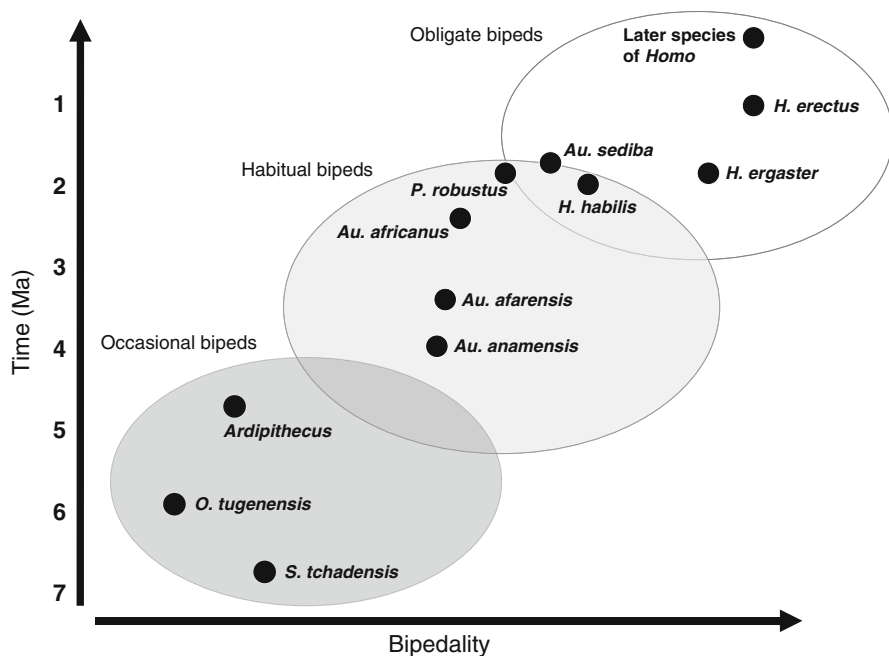 Obligate bipeds
Later species
of Homo
1
H. erectus
Au. sediba
Habitual bipeds
H. ergaster
2
P. robustus
H. habilis
Au. africanus
3
Time (Ma)
Au. afarensis
4
Au. anamensis
Occasional bipeds
5
Ardipithecus
6
O. tugenensis
S. tchadensis
7
Bipedality